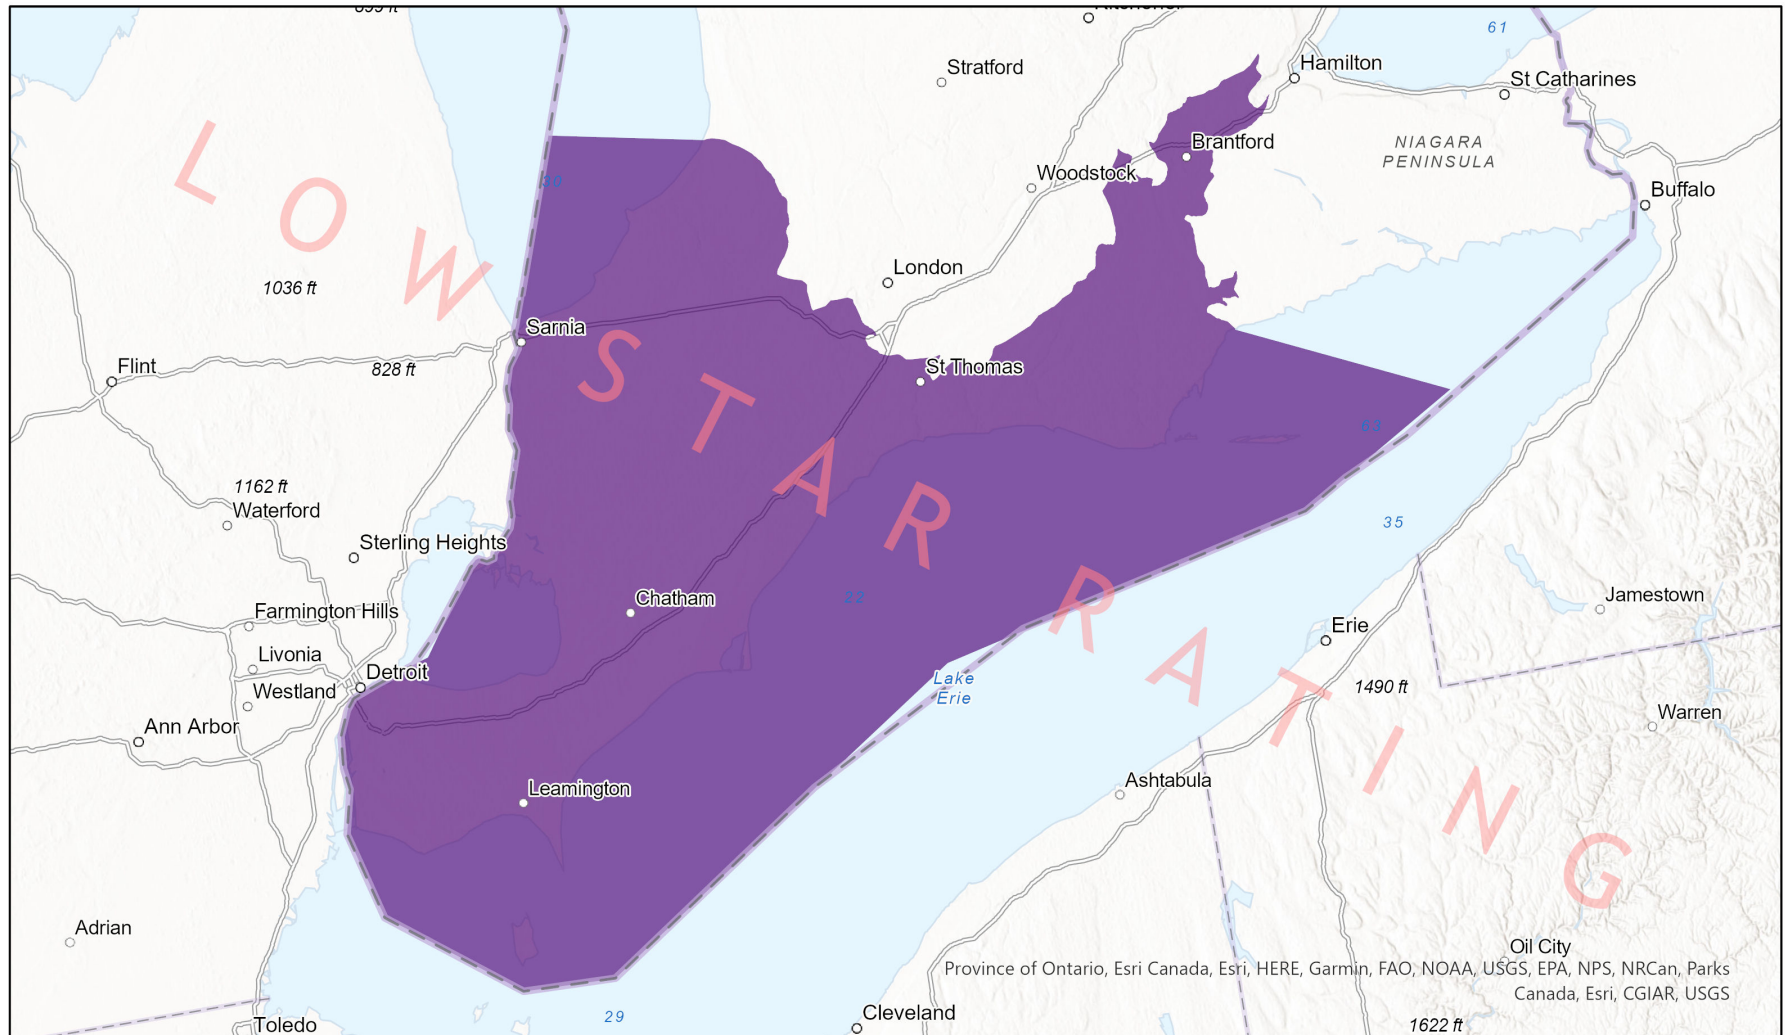 61
Hamilton
Stratford
St Catharines
Brantford
NIAGARA
PENINSULA
Woodstock
30
Buffalo
London
1036 ft
Sarnia
Flint
828 ft
St Thomas
63
1162 ft
Waterford
35
Sterling Heights
Chatham
22
Jamestown
Farmington Hills
Erie
Livonia
Detroit
Lake
Erie
Westland
1490 ft
Ann Arbor
Warren
Ashtabula
Leamington
Adrian
Oil City
Province of Ontario, Esri Canada, Esri, HERE, Garmin, FAO, NOAA, USGS, EPA, NPS, NRCan, Parks
Canada, Esri, CGIAR, USGS
Cleveland
29
Toledo
1622 ft
LOW STAR RATING